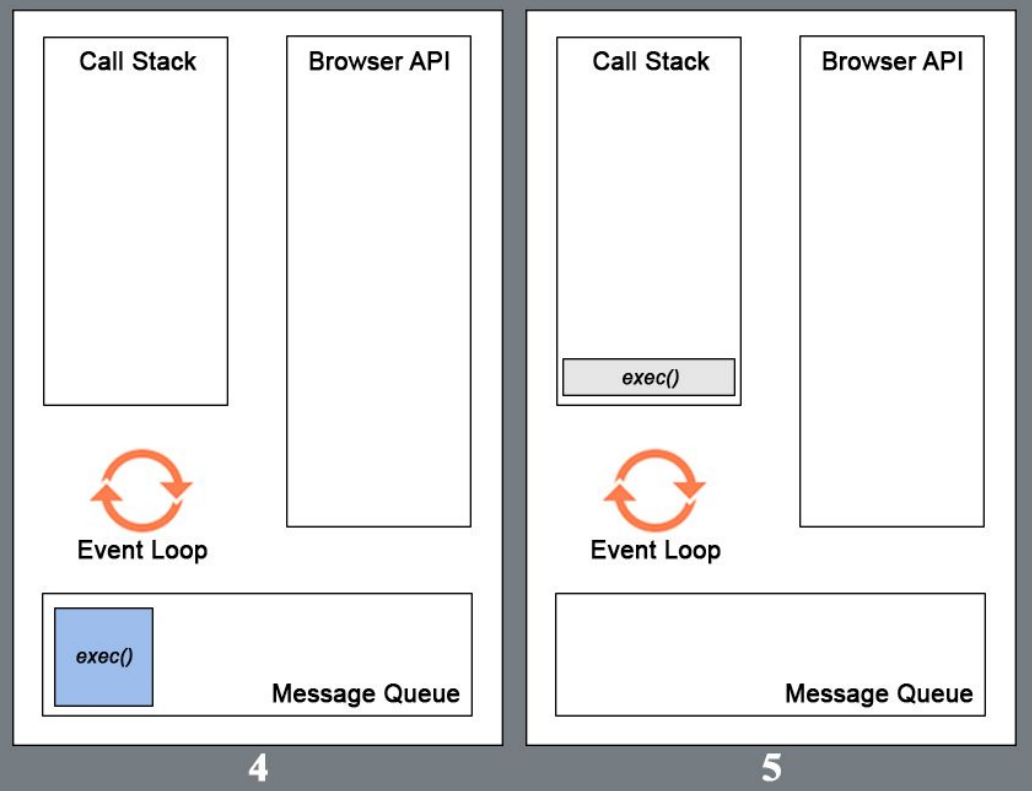 Call Stack
Browser API
Event Loop
exec()
Message Queue
4
Call Stack
Browser API
exec()
Event Loop
Message Queue
5